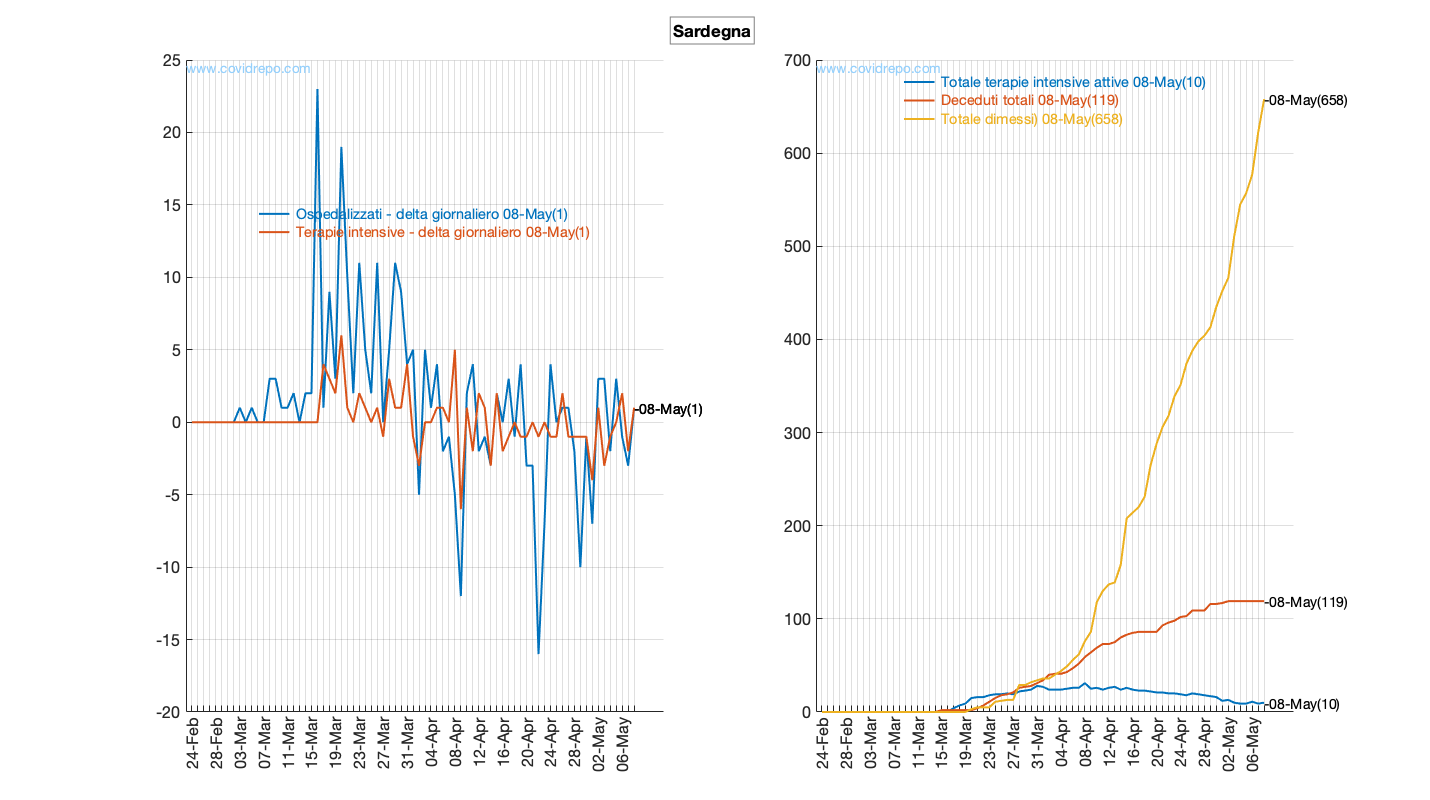 Sardegna
25
20
15
10
5
0
-5
-10
-15
-20
www.covidrepo.com
Ospedalizzati - delta giornaliero 08-May(1)
Terapie intensive - delta giornaliero 08-May(1)
-08-May(1)
24-Feb
28-Feb
03-Mar
07-Mar
11-Mar
15-Mar
19-Mar
23-Mar
27-Mar
31-Mar
04-Apr
08-Apr
12-Apr
16-Apr
20-Apr
24-Apr
28-Apr
02-May
06-May
700
600
500
400
300
200
100
0
www.covidrepo.com
Totale terapie intensive attive 08-May(10)
Deceduti totali 08-May(119)
Totale dimessi) 08-May(658)
-08-May(658)
-08-May(119)
-08-May(10)
24-Feb
28-Feb
03-Mar
07-Mar
11-Mar
15-Mar
19-Mar
23-Mar
27-Mar
31-Mar
04-Apr
08-Apr
12-Apr
16-Apr
20-Apr
24-Apr
28-Apr
02-May
06-May